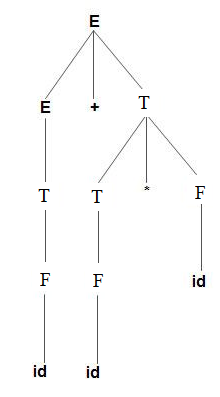 E
E + T
T T * F
F F id
id id